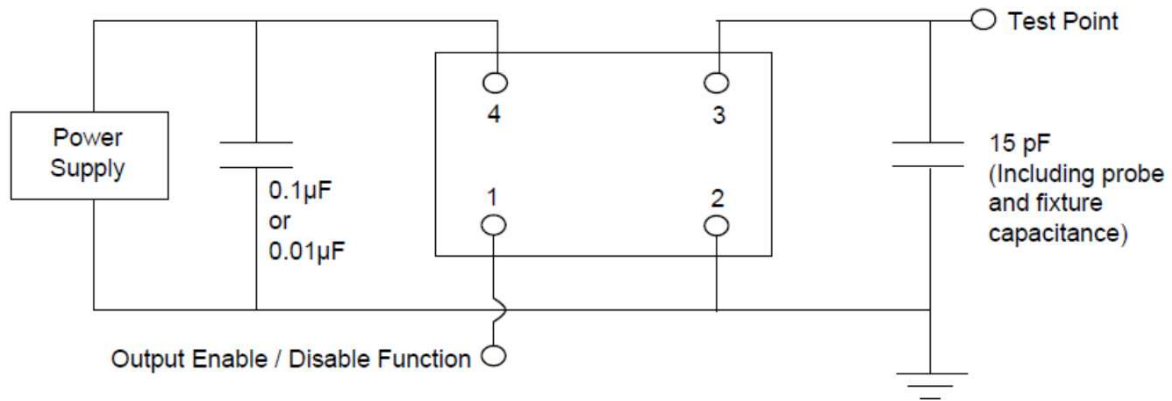 Test Point
Power
Supply
4
3
0.1µF
or
0.01µF
1
2
15 pF
(Including probe
and fixture
capacitance)
Output Enable / Disable Function